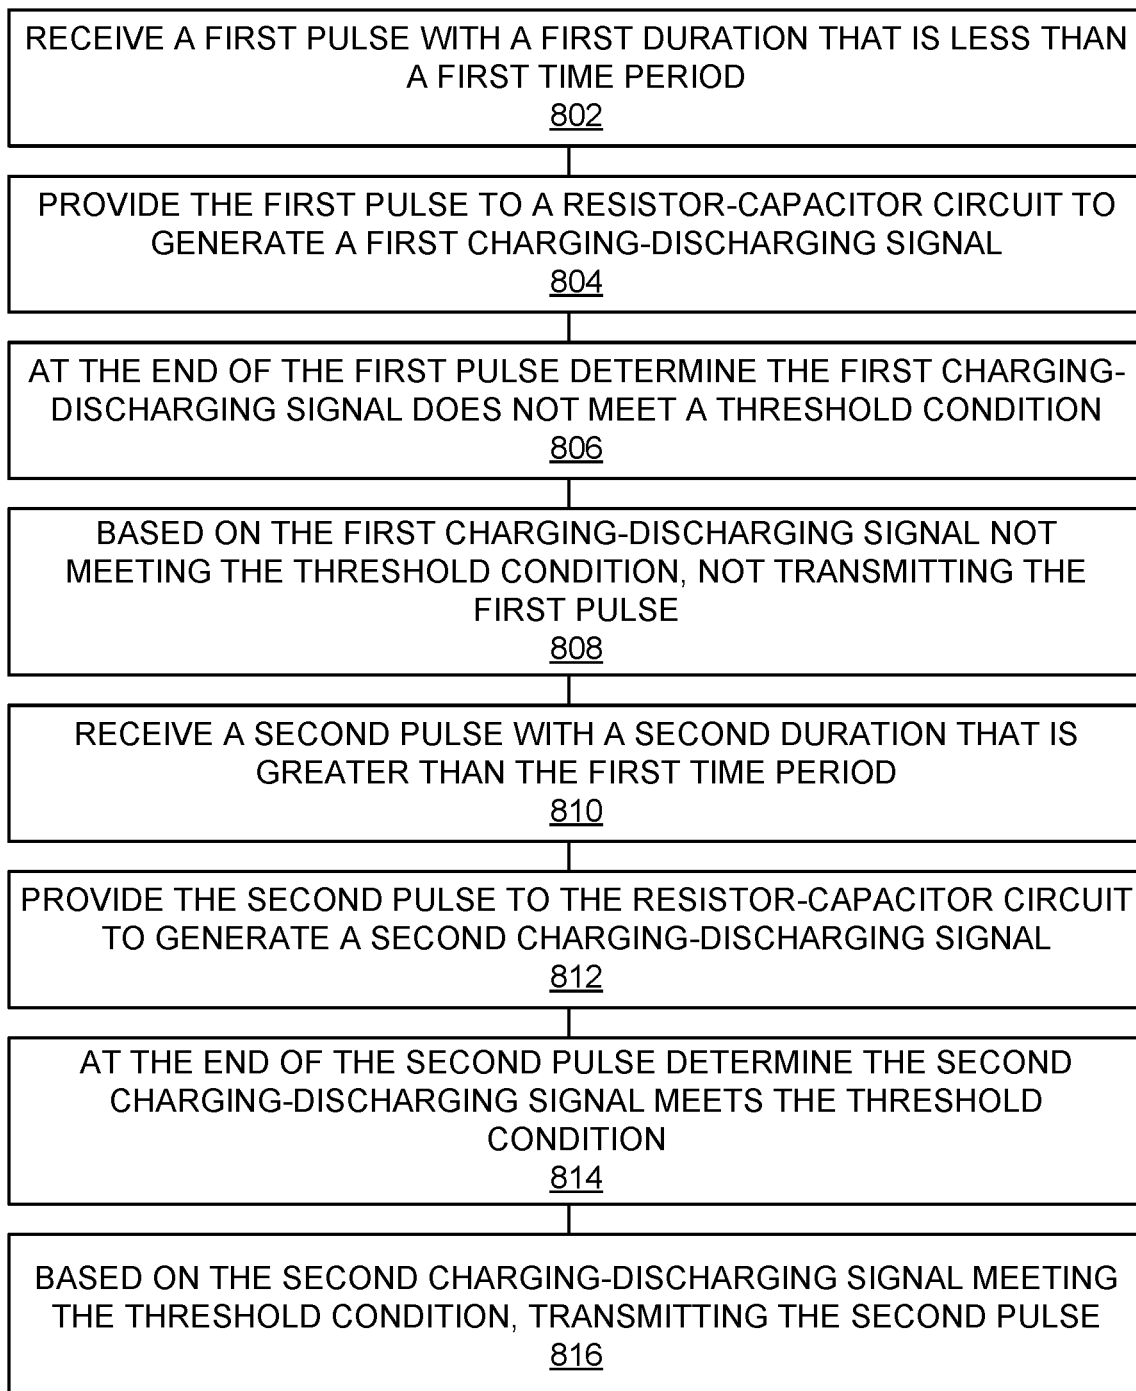 RECEIVE A FIRST PULSE WITH A FIRST DURATION THAT IS LESS THAN
A FIRST TIME PERIOD
802
PROVIDE THE FIRST PULSE TO A RESISTOR-CAPACITOR CIRCUIT TO
GENERATE A FIRST CHARGING-DISCHARGING SIGNAL
804
AT THE END OF THE FIRST PULSE DETERMINE THE FIRST CHARGING-
DISCHARGING SIGNAL DOES NOT MEET A THRESHOLD CONDITION
806
BASED ON THE FIRST CHARGING-DISCHARGING SIGNAL NOT
MEETING THE THRESHOLD CONDITION, NOT TRANSMITTING THE
FIRST PULSE
808
RECEIVE A SECOND PULSE WITH A SECOND DURATION THAT IS
GREATER THAN THE FIRST TIME PERIOD
810
PROVIDE THE SECOND PULSE TO THE RESISTOR-CAPACITOR CIRCUIT
TO GENERATE A SECOND CHARGING-DISCHARGING SIGNAL
812
AT THE END OF THE SECOND PULSE DETERMINE THE SECOND
CHARGING-DISCHARGING SIGNAL MEETS THE THRESHOLD
CONDITION
814
BASED ON THE SECOND CHARGING-DISCHARGING SIGNAL MEETING
THE THRESHOLD CONDITION, TRANSMITTING THE SECOND PULSE
816